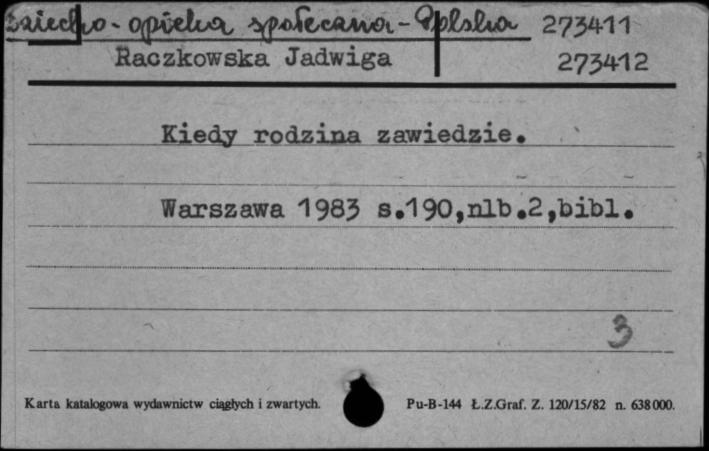 Dziecko - opieka społeczna - Polska 273411
Raczkowska Jadwiga 273412
Kiedy rodzina zawiedzie.
Warszawa 1983 s.190,nlb.2,bibl.
3
Karta katalogowa wydawnictw ciągłych i zwartych. Pu-B-144 Ł.Z.Graf. Z. 120/15/82 n. 638000.